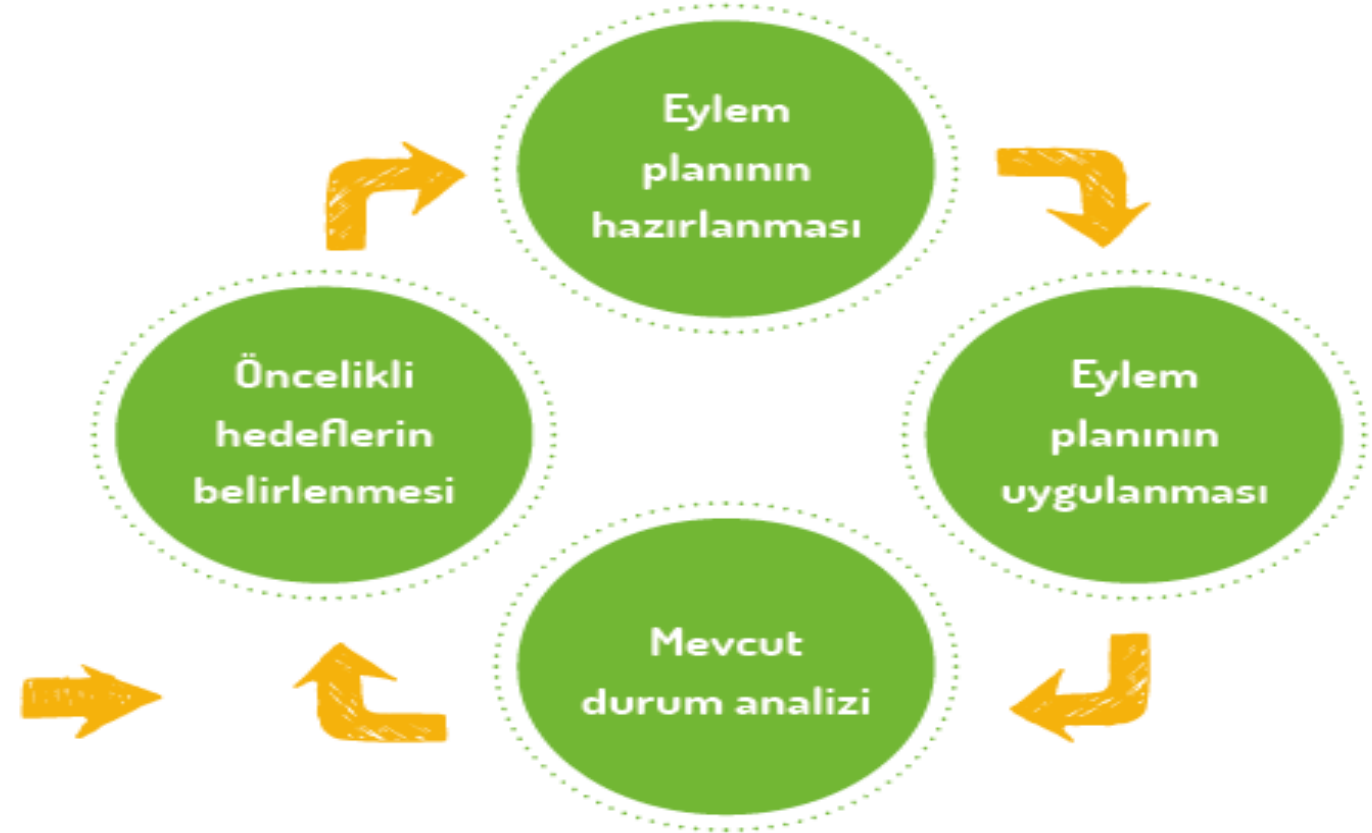 Eylem
planının
hazırlanması
Öncelikli
hedeflerin
belirlenmesi
Eylem
planının
uygulanması
Mevcut
durum analizi